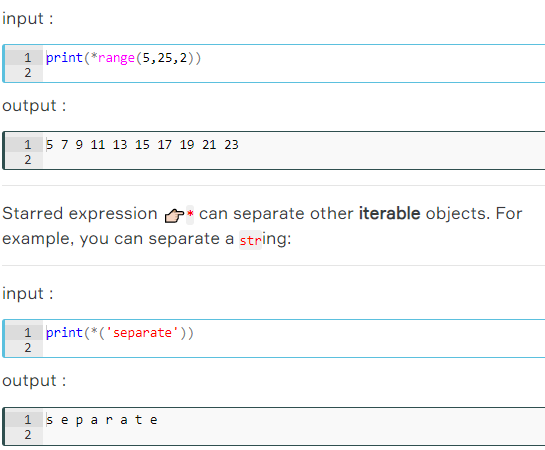 input :
1 print(*range(5,25,2))
2
output :
1 5 7 9 11 13 15 17 19 21 23
2
Starred expression 👉* can separate other iterable objects. For
example, you can separate a string:
input :
1 print(*('separate'))
2
output :
1 s e p a r a t e
2